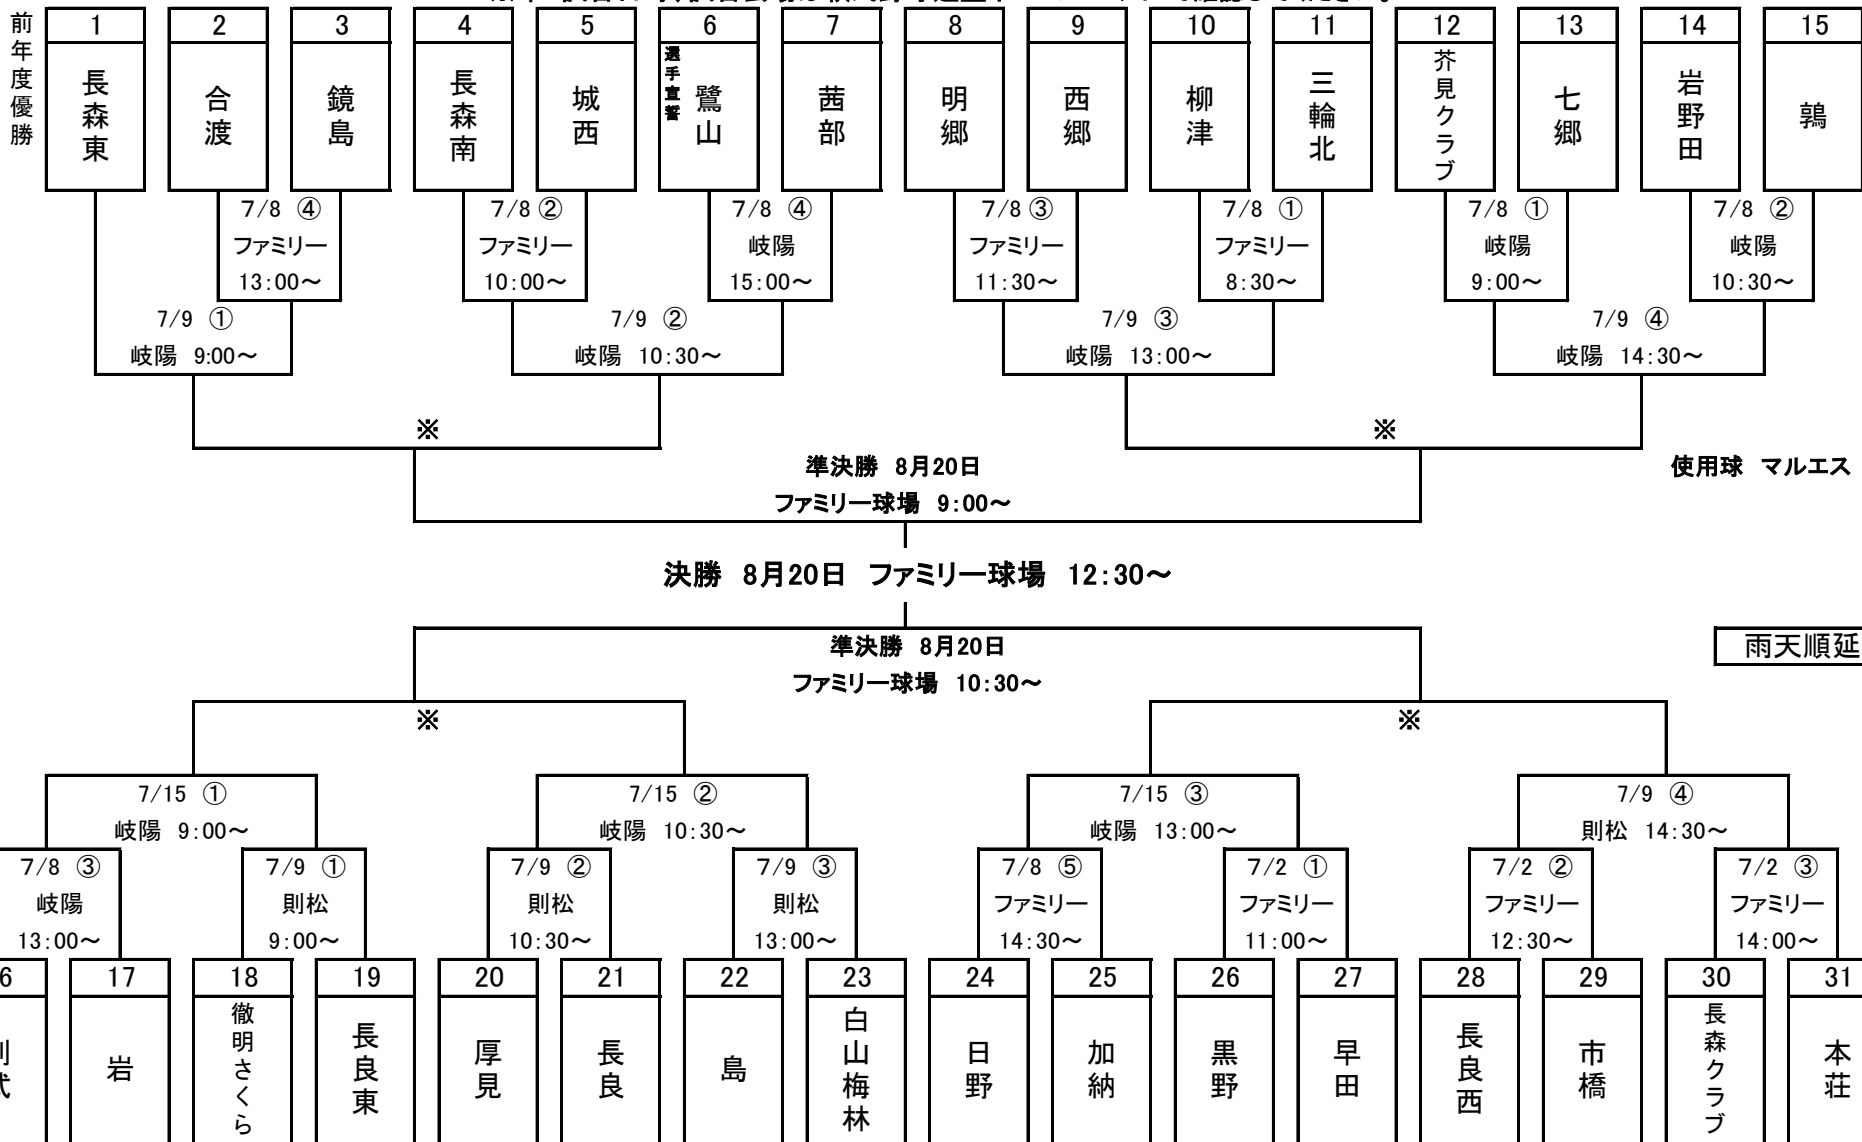 前年度優勝
1 2 3 4 5 6 7 8 9 10 11 12 13 14 15
長森東
合渡
鏡島
長森南
城西
選手宣誓
鷺山
茜部
明郷
西郷
柳津
三輪北
芥見クラブ
七郷
岩野田
鶉
7/8 ④ 7/8 ② 7/8 ④ 7/8 ③ 7/8 ① 7/8 ① 7/8 ②
ファミリー ファミリー 岐陽 ファミリー ファミリー 岐陽 岐陽
13:00～ 10:00～ 15:00～ 11:30～ 8:30～ 9:00～ 10:30～
7/9 ① 7/9 ② 7/9 ③ 7/9 ④
岐陽 9:00～ 岐陽 10:30～ 岐陽 13:00～ 岐陽 14:30～
※ ※
準決勝 8月20日
使用球 マルエス
ファミリー球場 9:00～
決勝 8月20日 ファミリー球場 12:30～
準決勝 8月20日
雨天順延
ファミリー球場 10:30～
※ ※
7/15 ① 7/15 ② 7/15 ③ 7/9 ④
岐陽 9:00～ 岐陽 10:30～ 岐陽 13:00～ 則松 14:30～
7/8 ③ 7/9 ① 7/9 ② 7/9 ③ 7/8 ⑤ 7/2 ① 7/2 ② 7/2 ③
岐陽 則松 則松 則松 ファミリー ファミリー ファミリー ファミリー
13:00～ 9:00～ 10:30～ 13:00～ 14:30～ 11:00～ 12:30～ 14:00～
6 17 18 19 20 21 22 23 24 25 26 27 28 29 30 31
岩
徹明さくら
長良東
厚見
長良
島
白山梅林
日野
加納
黒野
早田
長良西
市橋
長森クラブ
本荘